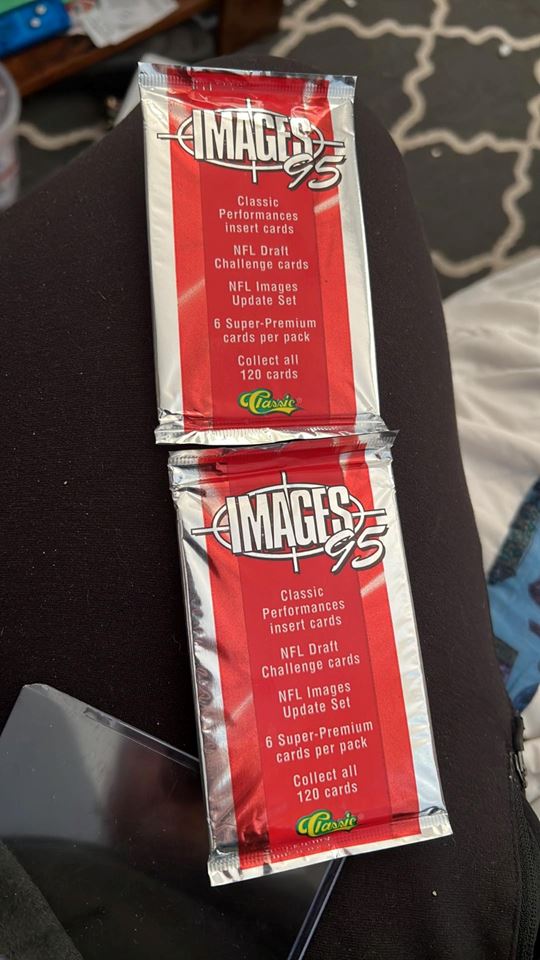 IMAGES
95
Classic
Performances
insert cards
NFL Draft
Challenge cards
NFL Images
Update Set
6 Super-Premium
cards per pack
Collect all
120 cards
Classic®
IMAGES
95
Classic
Performances
insert cards
NFL Draft
Challenge cards
NFL Images
Update Set
6 Super-Premium
cards per pack
Collect all
120 cards
Classic